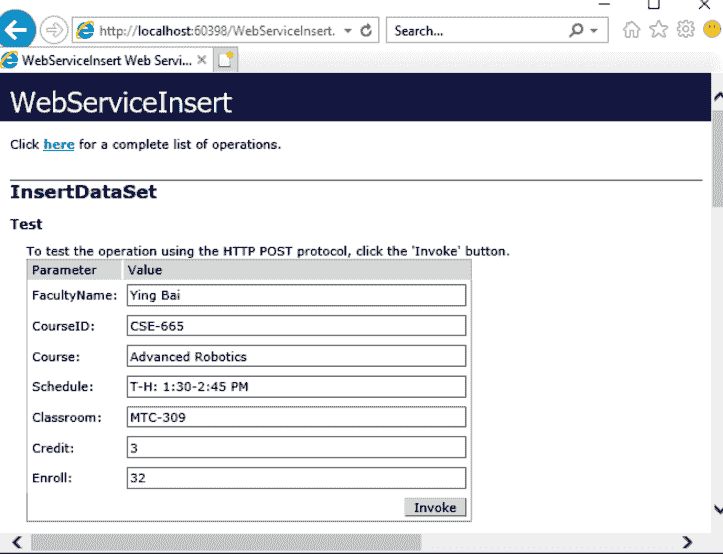 http://localhost:60398/WebServiceInsert.
Search...
WebServiceInsert Web Servi...
WebServiceInsert
Click here for a complete list of operations.
InsertDataSet
Test
To test the operation using the HTTP POST protocol, click the 'Invoke' button.
Parameter Value
FacultyName: Ying Bai
CourseID: CSE-665
Course: Advanced Robotics
Schedule: T-H: 1:30-2:45 PM
Classroom: MTC-309
Credit: 3
Enroll: 32
Invoke